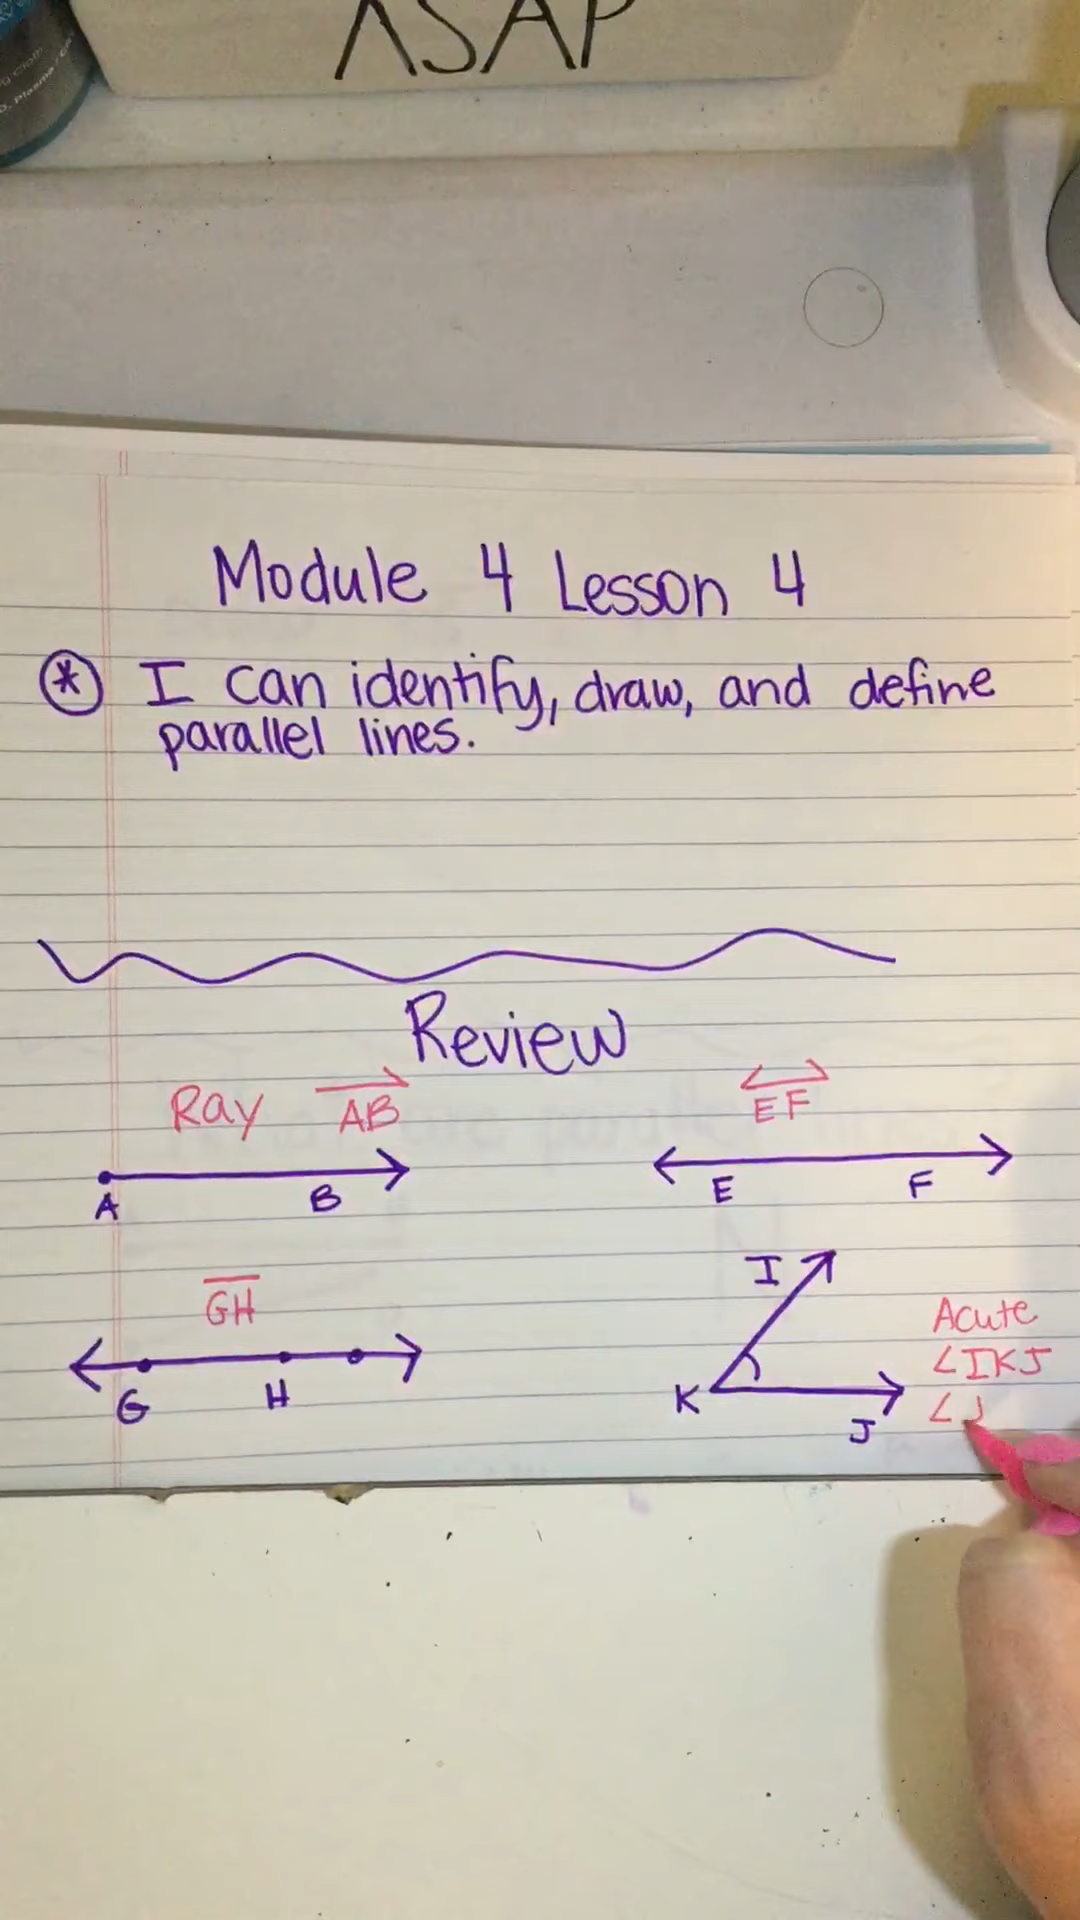 ASAP
Module 4 Lesson 4
* I can identify, draw, and define
parallel lines.
Review
Ray AB
EF
A B
E F
GH
G H
I
K
J
Acute
∠IKJ
∠J